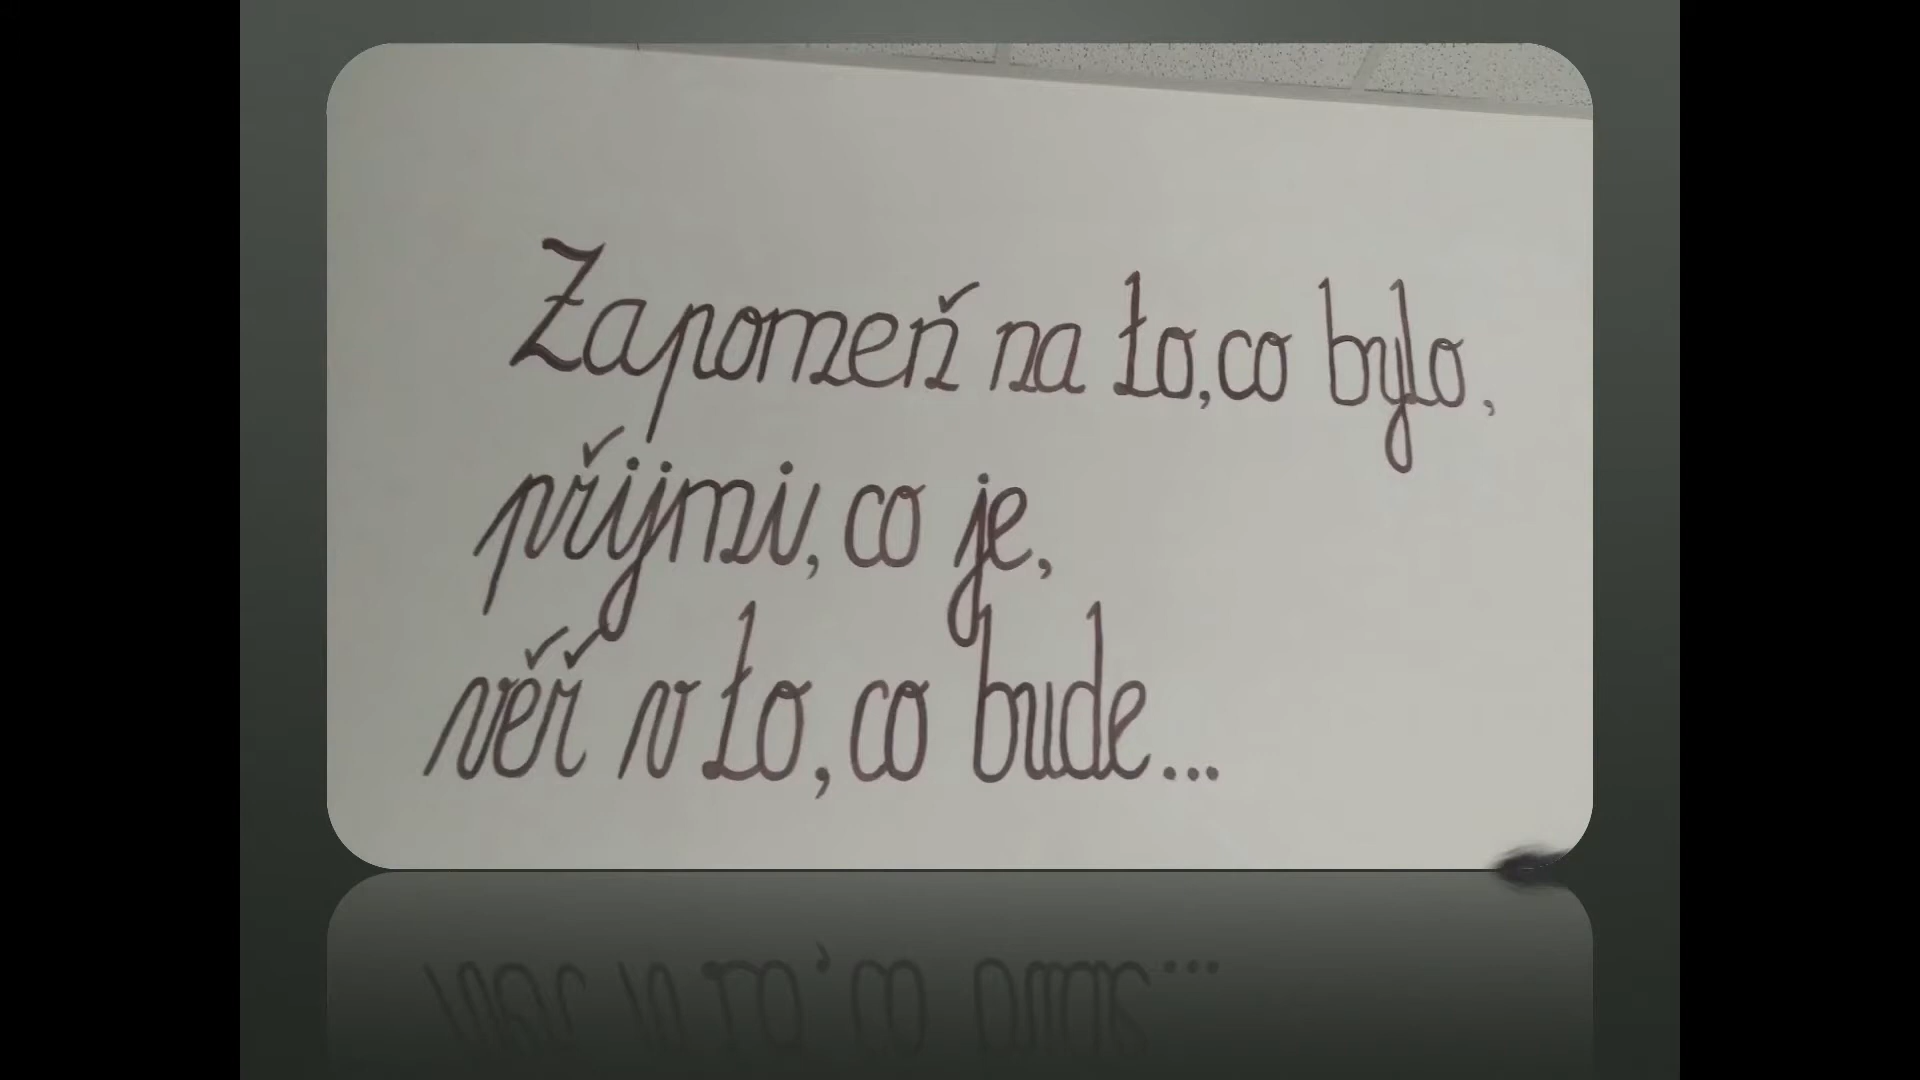 Zapomeň na to, co bylo,
přijmi, co je,
věř v to, co bude...